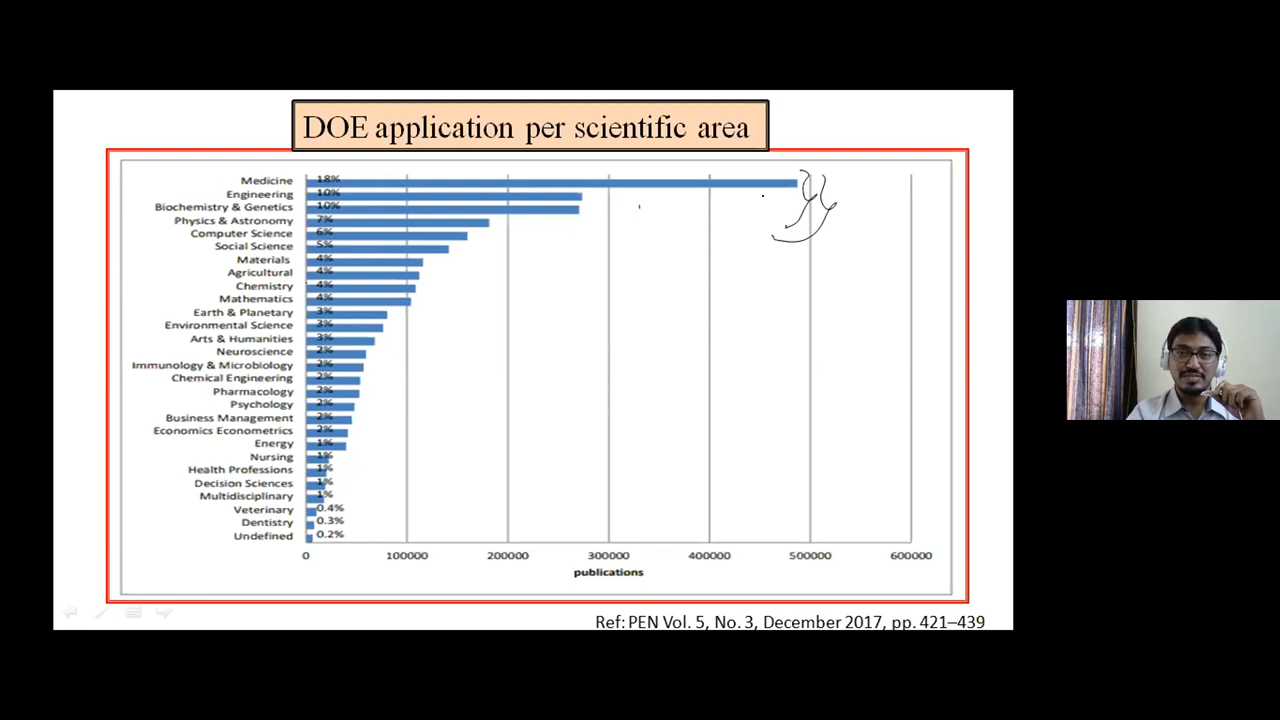 DOE application per scientific area
Medicine 18%
Engineering 10%
Biochemistry & Genetics 10%
Physics & Astronomy 7%
Computer Science 6%
Social Science 5%
Materials 4%
Agricultural 4%
Chemistry 4%
Mathematics 4%
Earth & Planetary 3%
Environmental Science 3%
Arts & Humanities 3%
Neuroscience 2%
Immunology & Microbiology 2%
Chemical Engineering 2%
Pharmacology 2%
Psychology 2%
Business Management 2%
Economics Econometrics 2%
Energy 1%
Nursing 1%
Health Professions 1%
Decision Sciences 1%
Multidisciplinary 1%
Veterinary 0.4%
Dentistry 0.3%
Undefined 0.2%
0 100000 200000 300000 400000 500000 600000
publications
Ref: PEN Vol. 5, No. 3, December 2017, pp. 421–439